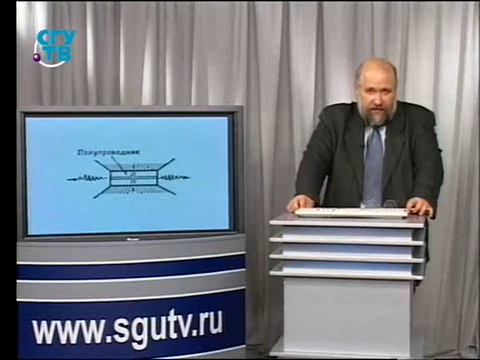 СГУ
ТВ
Полупроводник
p
n
www.sgutv.ru